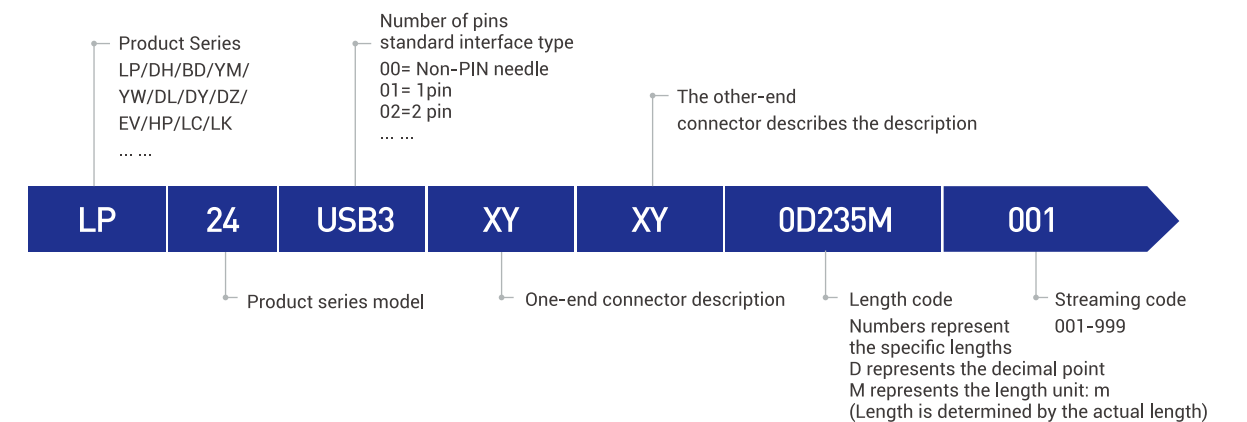 Product Series
LP/DH/BD/YM/
YW/DL/DY/DZ/
EV/HP/LC/LK
... ...
Number of pins
standard interface type
00= Non-PIN needle
01= 1pin
02=2 pin
... ...
The other-end
connector describes the description
LP
24
USB3
XY
XY
0D235M
001
Product series model
One-end connector description
Length code
Numbers represent
the specific lengths
D represents the decimal point
M represents the length unit: m
(Length is determined by the actual length)
Streaming code
001-999